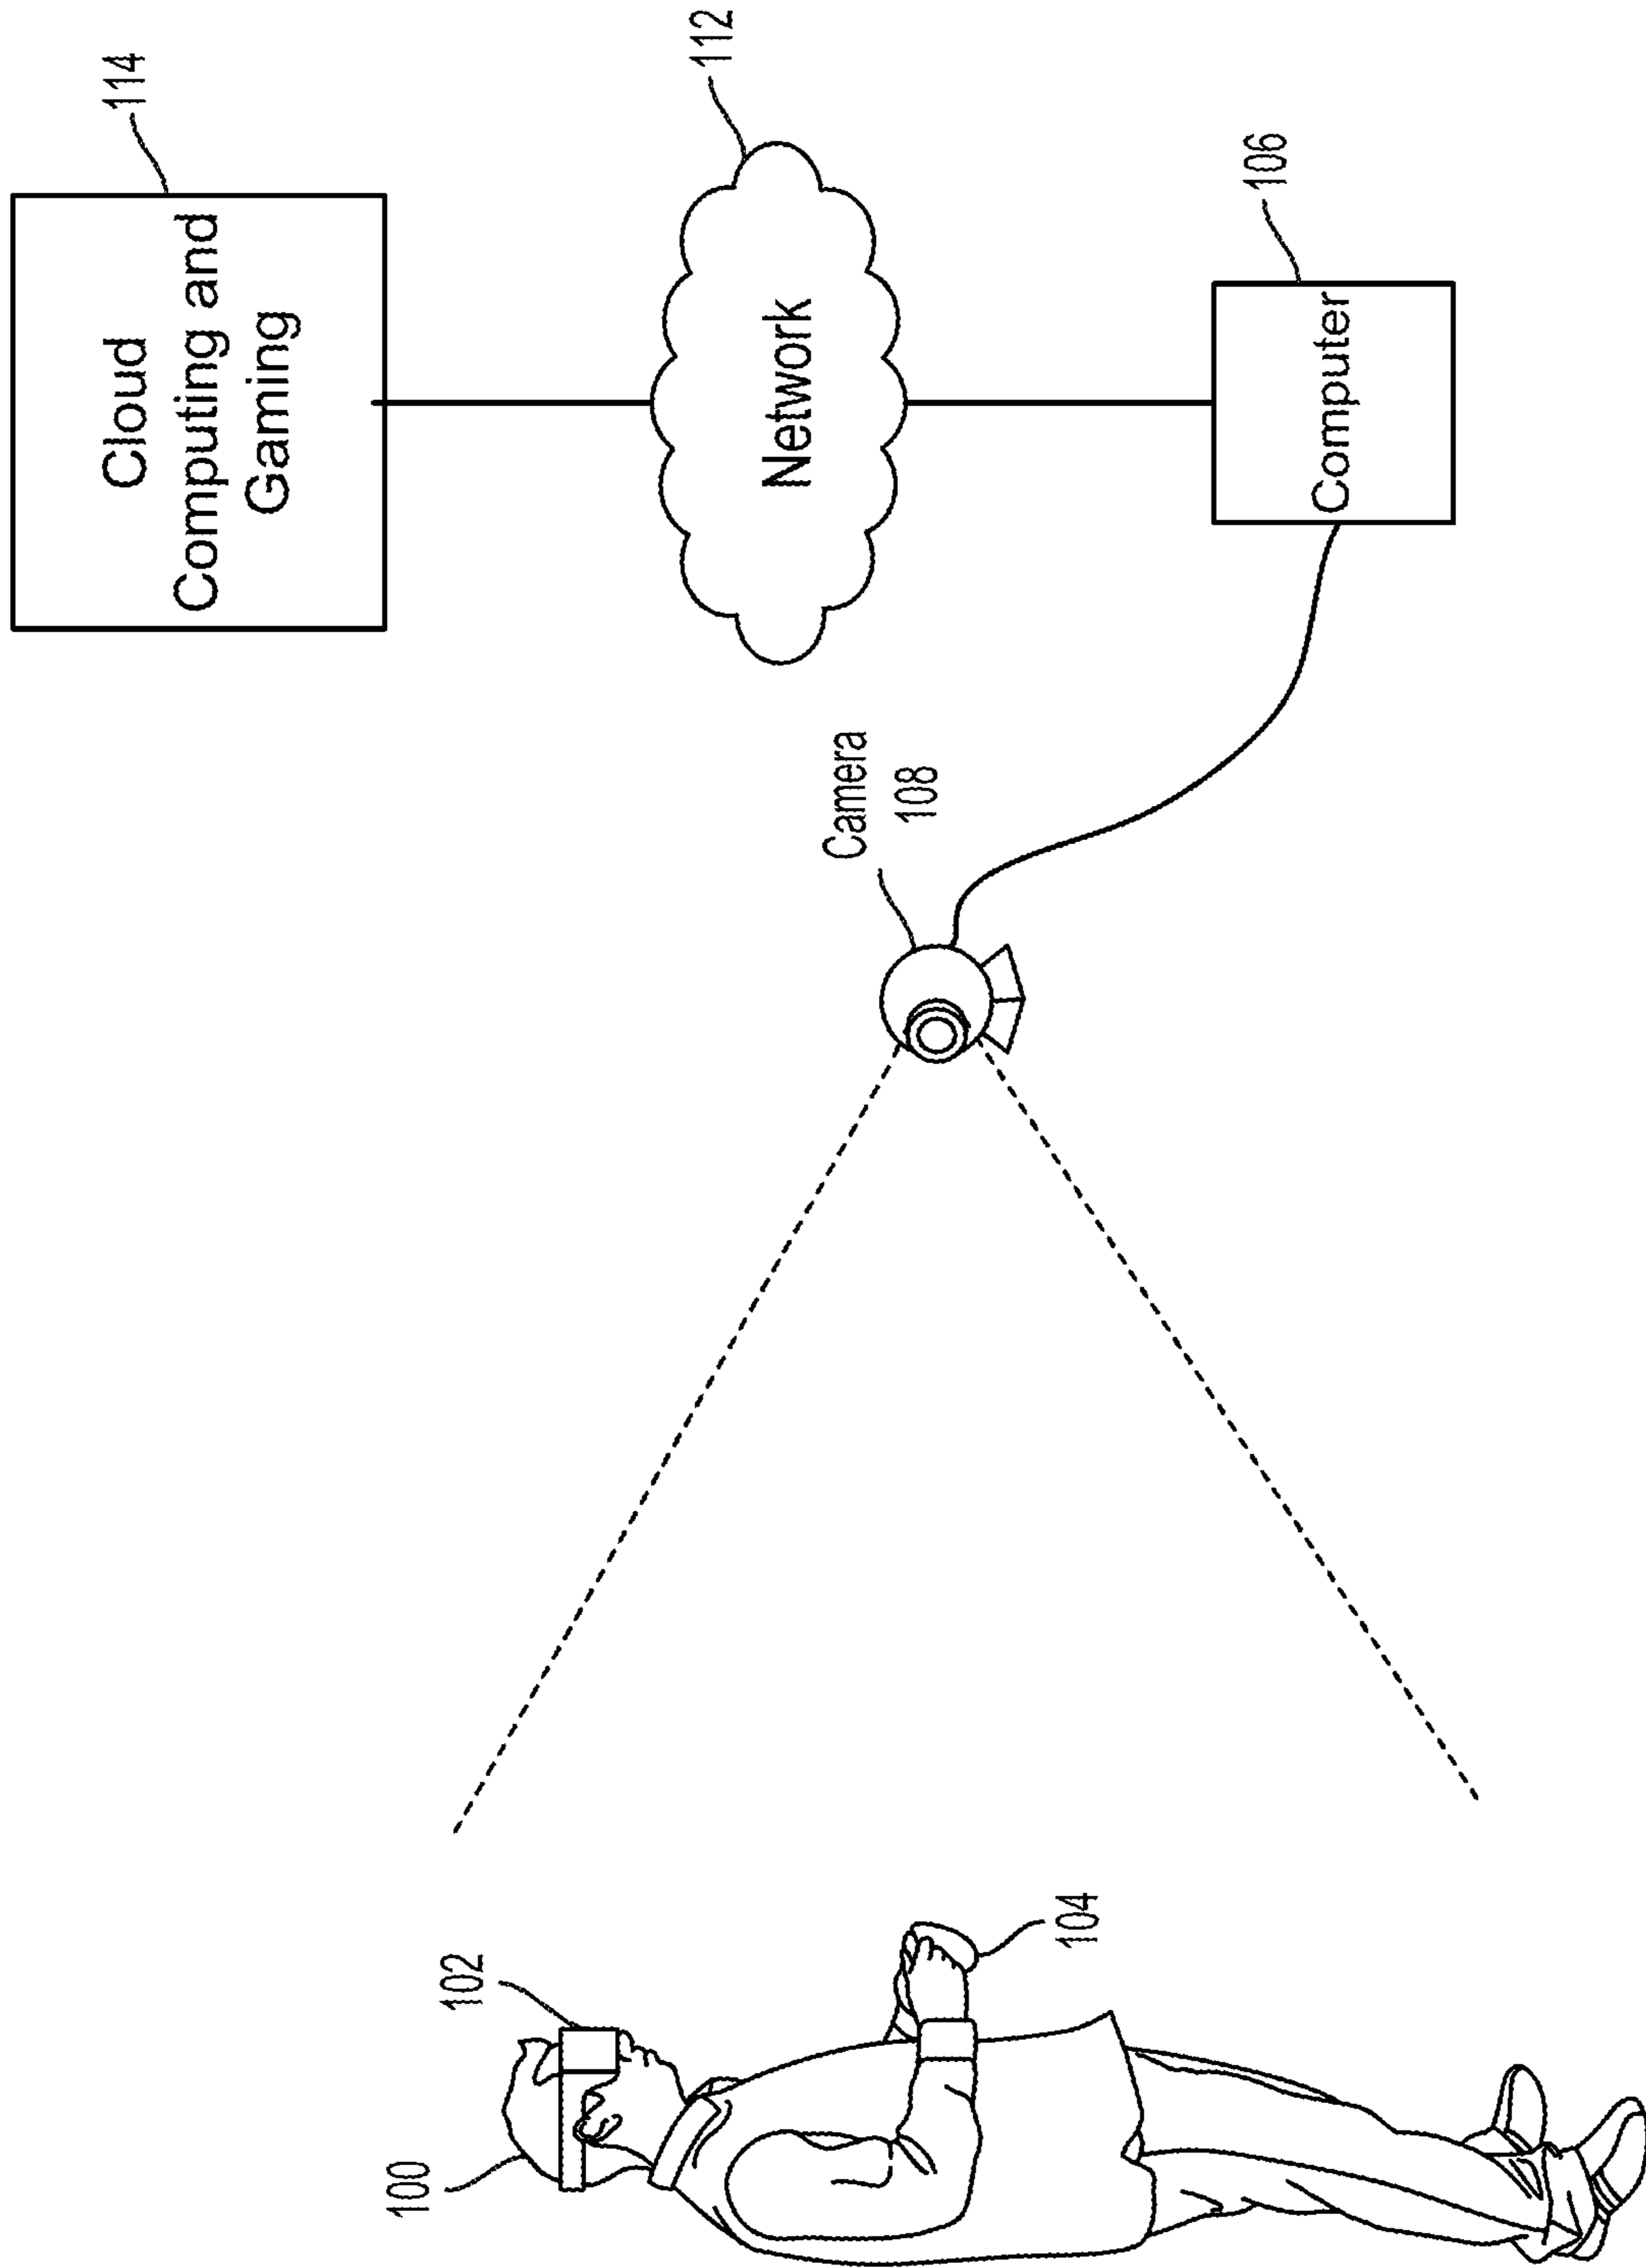 114
Cloud
Computing and
Gaming
112
Network
106
Computer
Camera
108
102
100
104